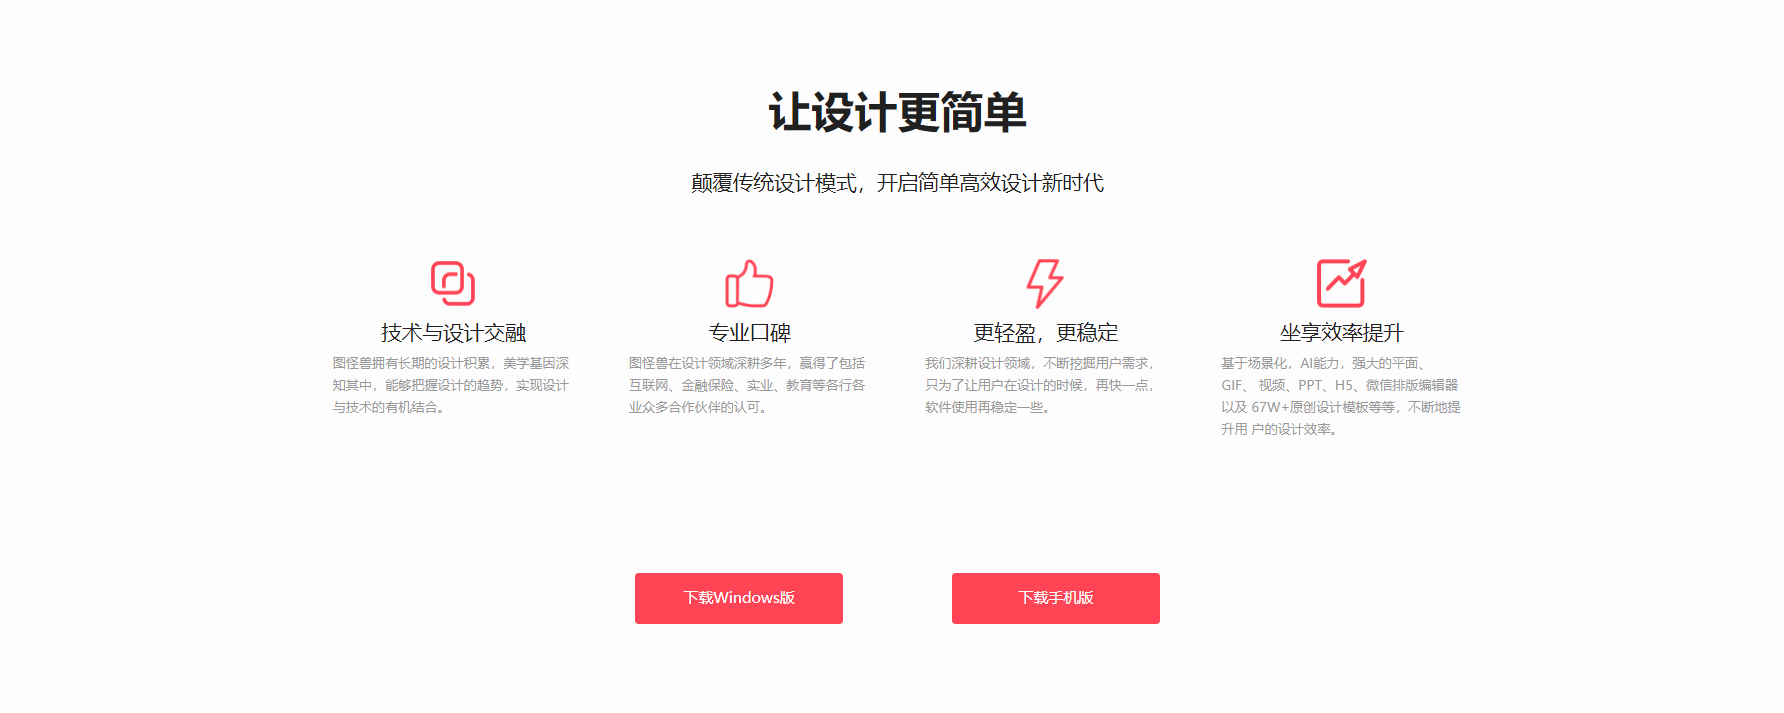 让设计更简单
颠覆传统设计模式，开启简单高效设计新时代
技术与设计交融
图怪兽拥有长期的设计积累，美学基因深
知其中，能够把握设计的趋势，实现设计
与技术的有机结合。
专业口碑
图怪兽在设计领域深耕多年，赢得了包括
互联网、金融保险、实业、教育等各行各
业众多合作伙伴的认可。
更轻盈，更稳定
我们深耕设计领域，不断挖掘用户需求，
只为了让用户在设计的时候，再快一点，
软件使用再稳定一些。
坐享效率提升
基于场景化，AI能力，强大的平面、
GIF、 视频、PPT、H5、微信排版编辑器
以及 67W+原创设计模板等等，不断地提
升用 户的设计效率。
下载Windows版
下载手机版